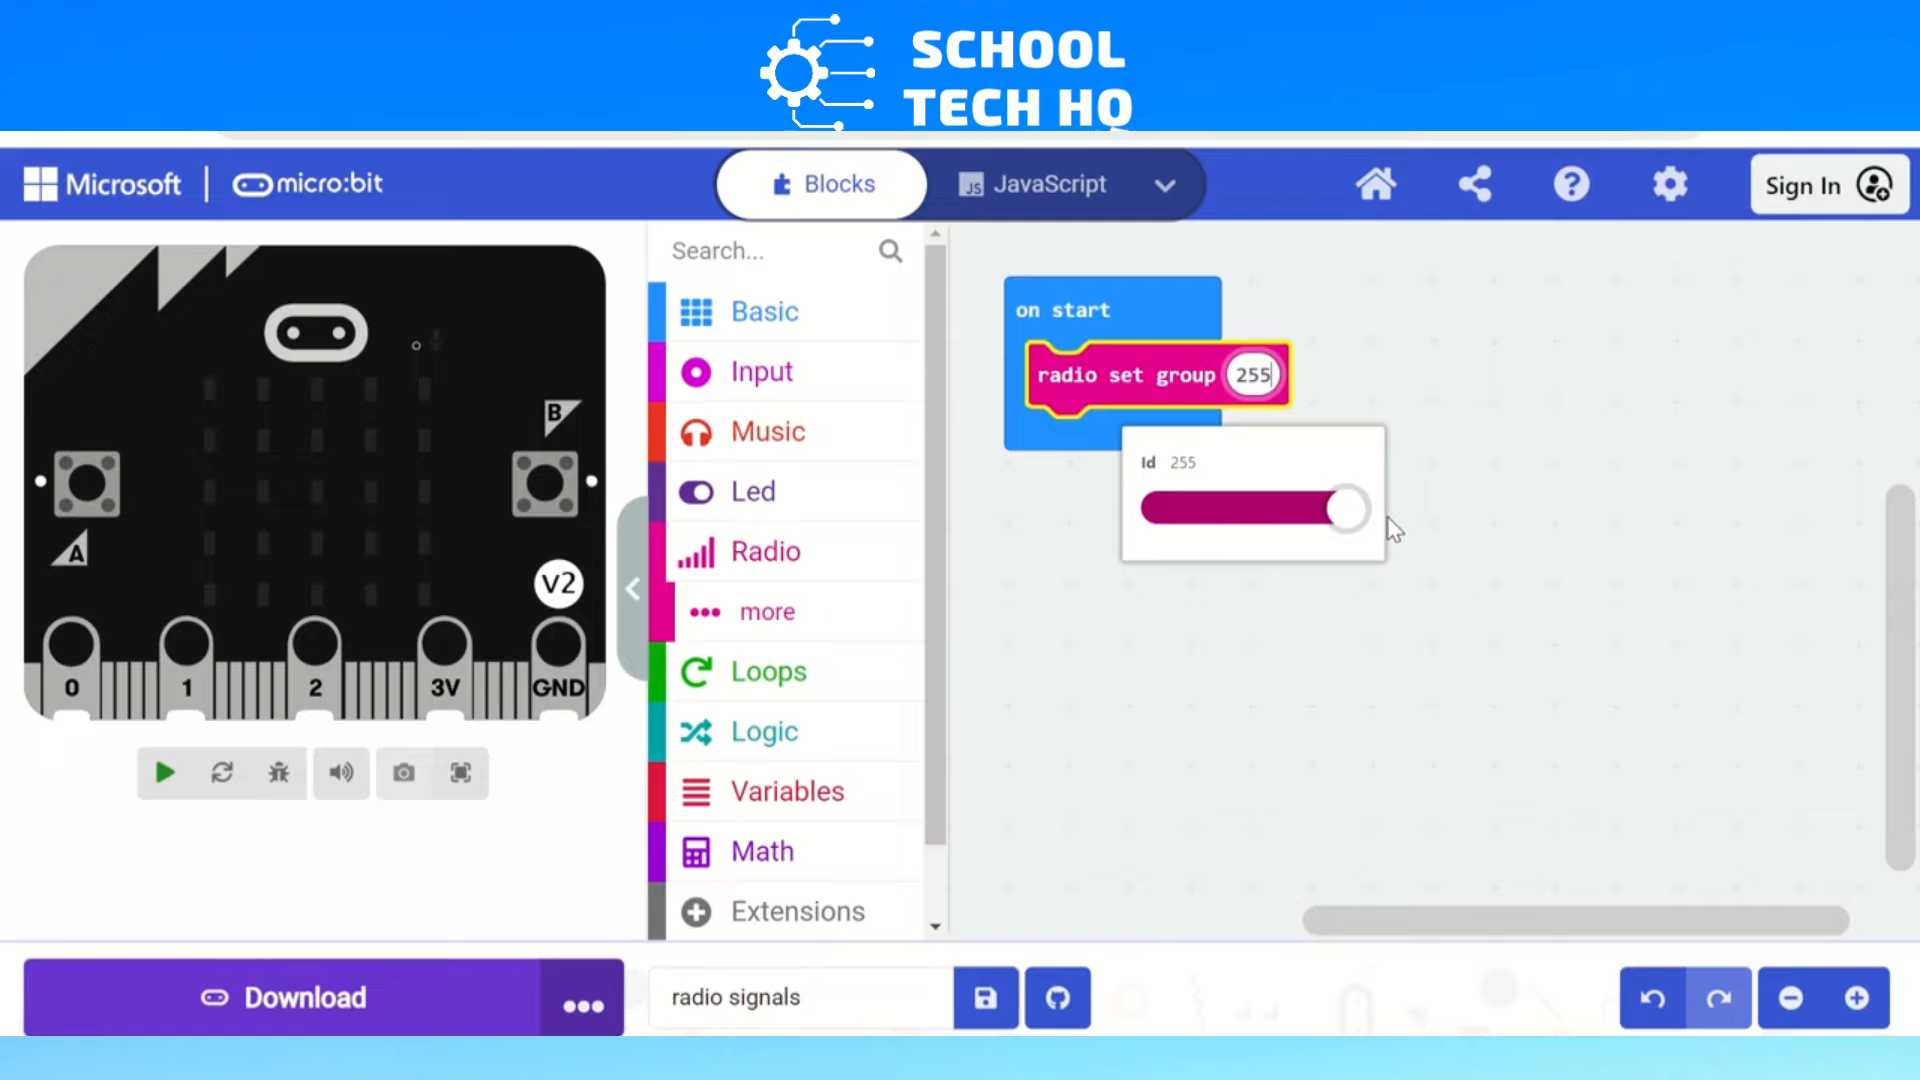 SCHOOL
TECH HQ
Microsoft
micro:bit
Blocks
JS JavaScript
Sign In
Search...
Basic
Input
Music
Led
Radio
more
Loops
Logic
Variables
Math
Extensions
B
A
V2
0 1 2 3V GND
on start
radio set group 255
Id 255
Download
radio signals